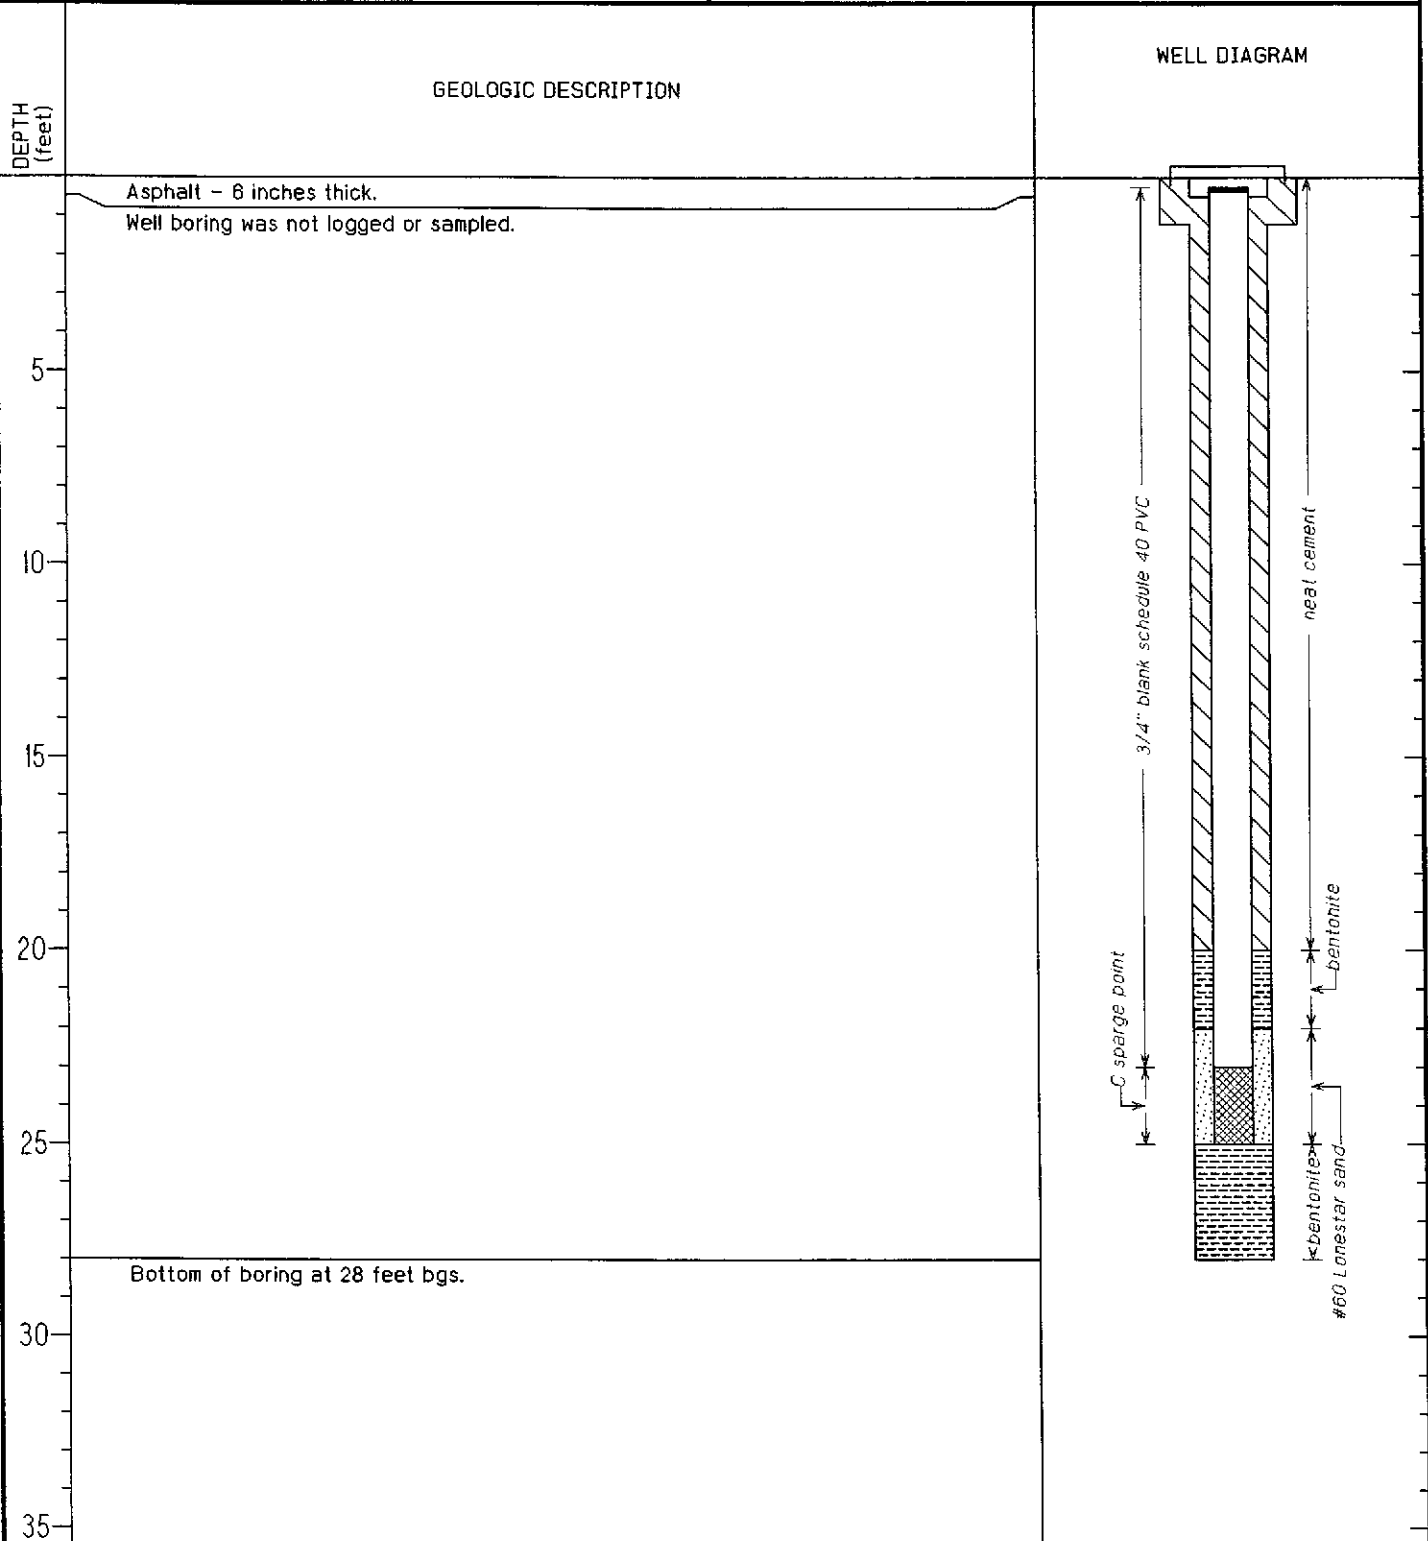 DEPTH
(feet)
GEOLOGIC DESCRIPTION
WELL DIAGRAM
Asphalt - 6 inches thick.
Well boring was not logged or sampled.
5
10
15
20
25
30
35
3/4" blank schedule 40 PVC
neat cement
C sparge point
bentonite
bentonite
#60 Lonestar sand
Bottom of boring at 28 feet bgs.